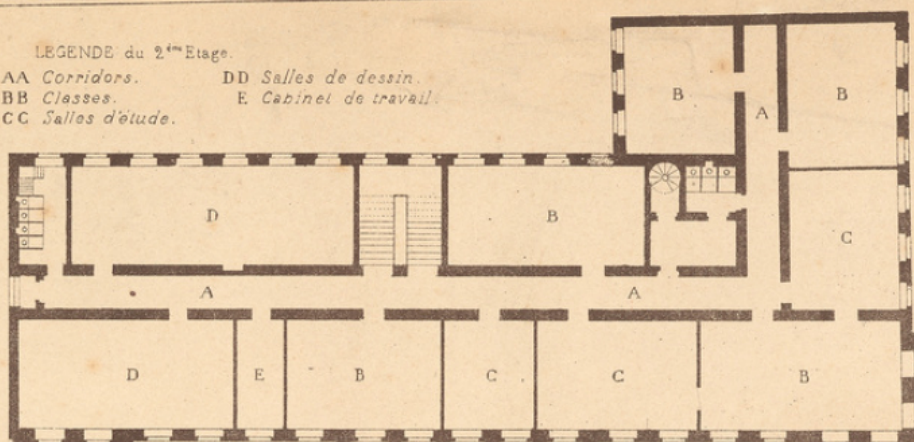 LEGENDE du 2ème Etage.
AA Corridors.
BB Classes.
CC Salles d'étude.
DD Salles de dessin.
E Cabinet de travail.
B
A
B
D
B
C
A
A
D
E
B
C
C
B